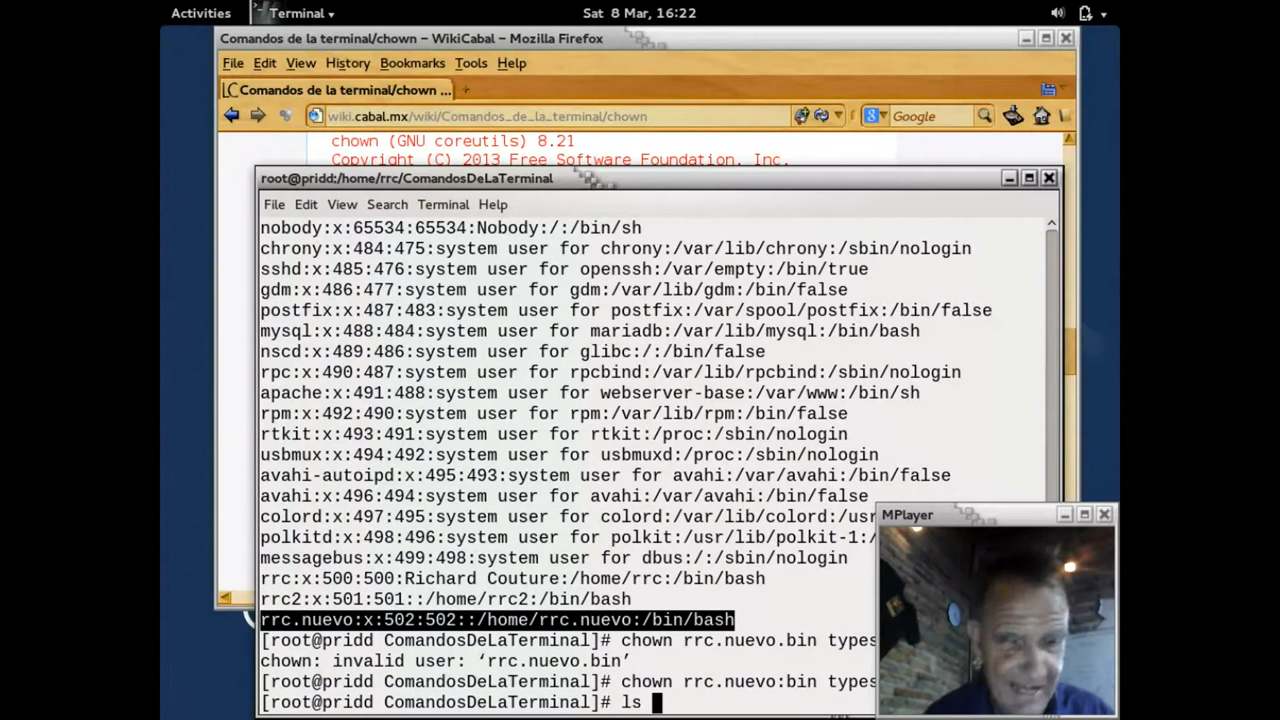 Activities Terminal Sat 8 Mar, 16:22
Comandos de la terminal/chown – WikiCabal – Mozilla Firefox
File Edit View History Bookmarks Tools Help
Comandos de la terminal/chown ...
wiki.cabal.mx/wiki/Comandos_de_la_terminal/chown Google
chown (GNU coreutils) 8.21
Copyright (C) 2013 Free Software Foundation, Inc.
root@pridd:/home/rrc/ComandosDeLaTerminal
File Edit View Search Terminal Help
nobody:x:65534:65534:Nobody:/:/bin/sh
chrony:x:484:475:system user for chrony:/var/lib/chrony:/sbin/nologin
sshd:x:485:476:system user for openssh:/var/empty:/bin/true
gdm:x:486:477:system user for gdm:/var/lib/gdm:/bin/false
postfix:x:487:483:system user for postfix:/var/spool/postfix:/bin/false
mysql:x:488:484:system user for mariadb:/var/lib/mysql:/bin/bash
nscd:x:489:486:system user for glibc:/:/bin/false
rpc:x:490:487:system user for rpcbind:/var/lib/rpcbind:/sbin/nologin
apache:x:491:488:system user for webserver-base:/var/www:/bin/sh
rpm:x:492:490:system user for rpm:/var/lib/rpm:/bin/false
rtkit:x:493:491:system user for rtkit:/proc:/sbin/nologin
usbmux:x:494:492:system user for usbmuxd:/proc:/sbin/nologin
avahi-autoipd:x:495:493:system user for avahi:/var/avahi:/bin/false
avahi:x:496:494:system user for avahi:/var/avahi:/bin/false
colord:x:497:495:system user for colord:/var/lib/colord:/usr
polkitd:x:498:496:system user for polkit:/usr/lib/polkit-1:/
messagebus:x:499:498:system user for dbus:/:/sbin/nologin
rrc:x:500:500:Richard Couture:/home/rrc:/bin/bash
rrc2:x:501:501::/home/rrc2:/bin/bash
rrc.nuevo:x:502:502::/home/rrc.nuevo:/bin/bash
[root@pridd ComandosDeLaTerminal]# chown rrc.nuevo.bin types
chown: invalid user: ‘rrc.nuevo.bin’
[root@pridd ComandosDeLaTerminal]# chown rrc.nuevo:bin types
[root@pridd ComandosDeLaTerminal]# ls
MPlayer